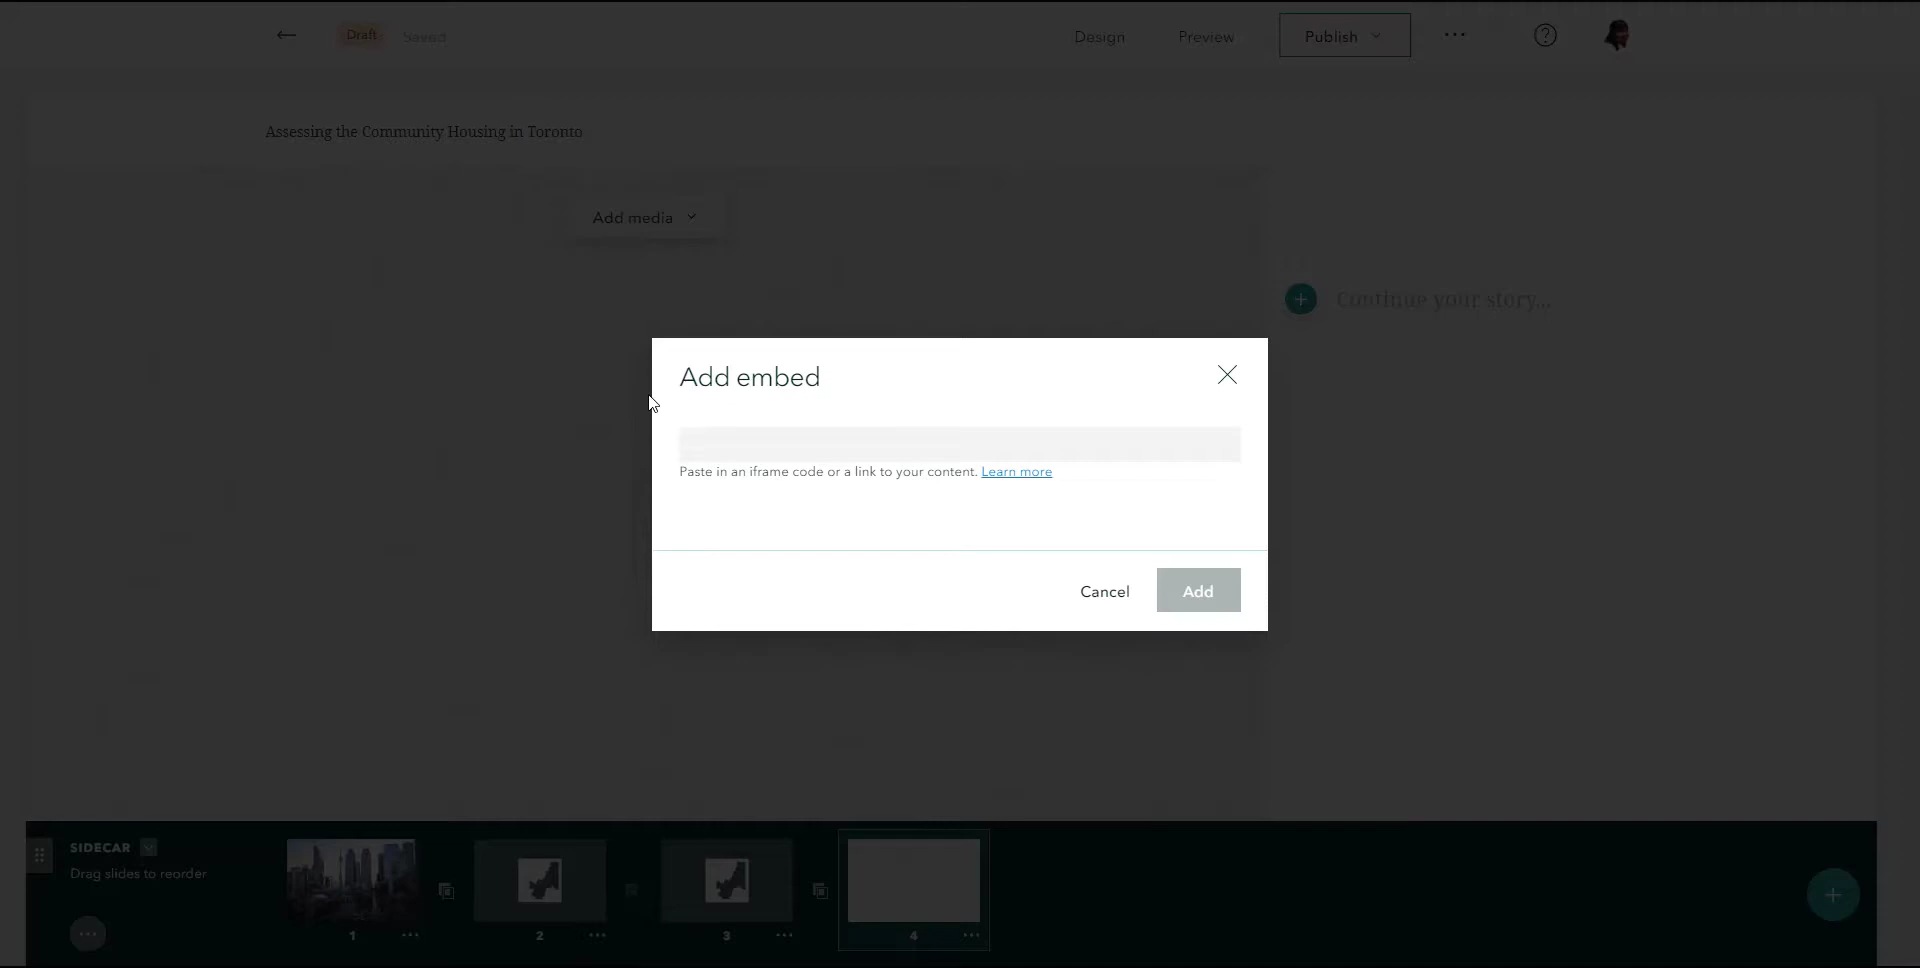 Draft Saved
Design Preview Publish
Assessing the Community Housing in Toronto
Add media
Continue your story...
Add embed
Paste in an iframe code or a link to your content. Learn more
Cancel Add
SIDECAR
Drag slides to reorder
1 2 3 4